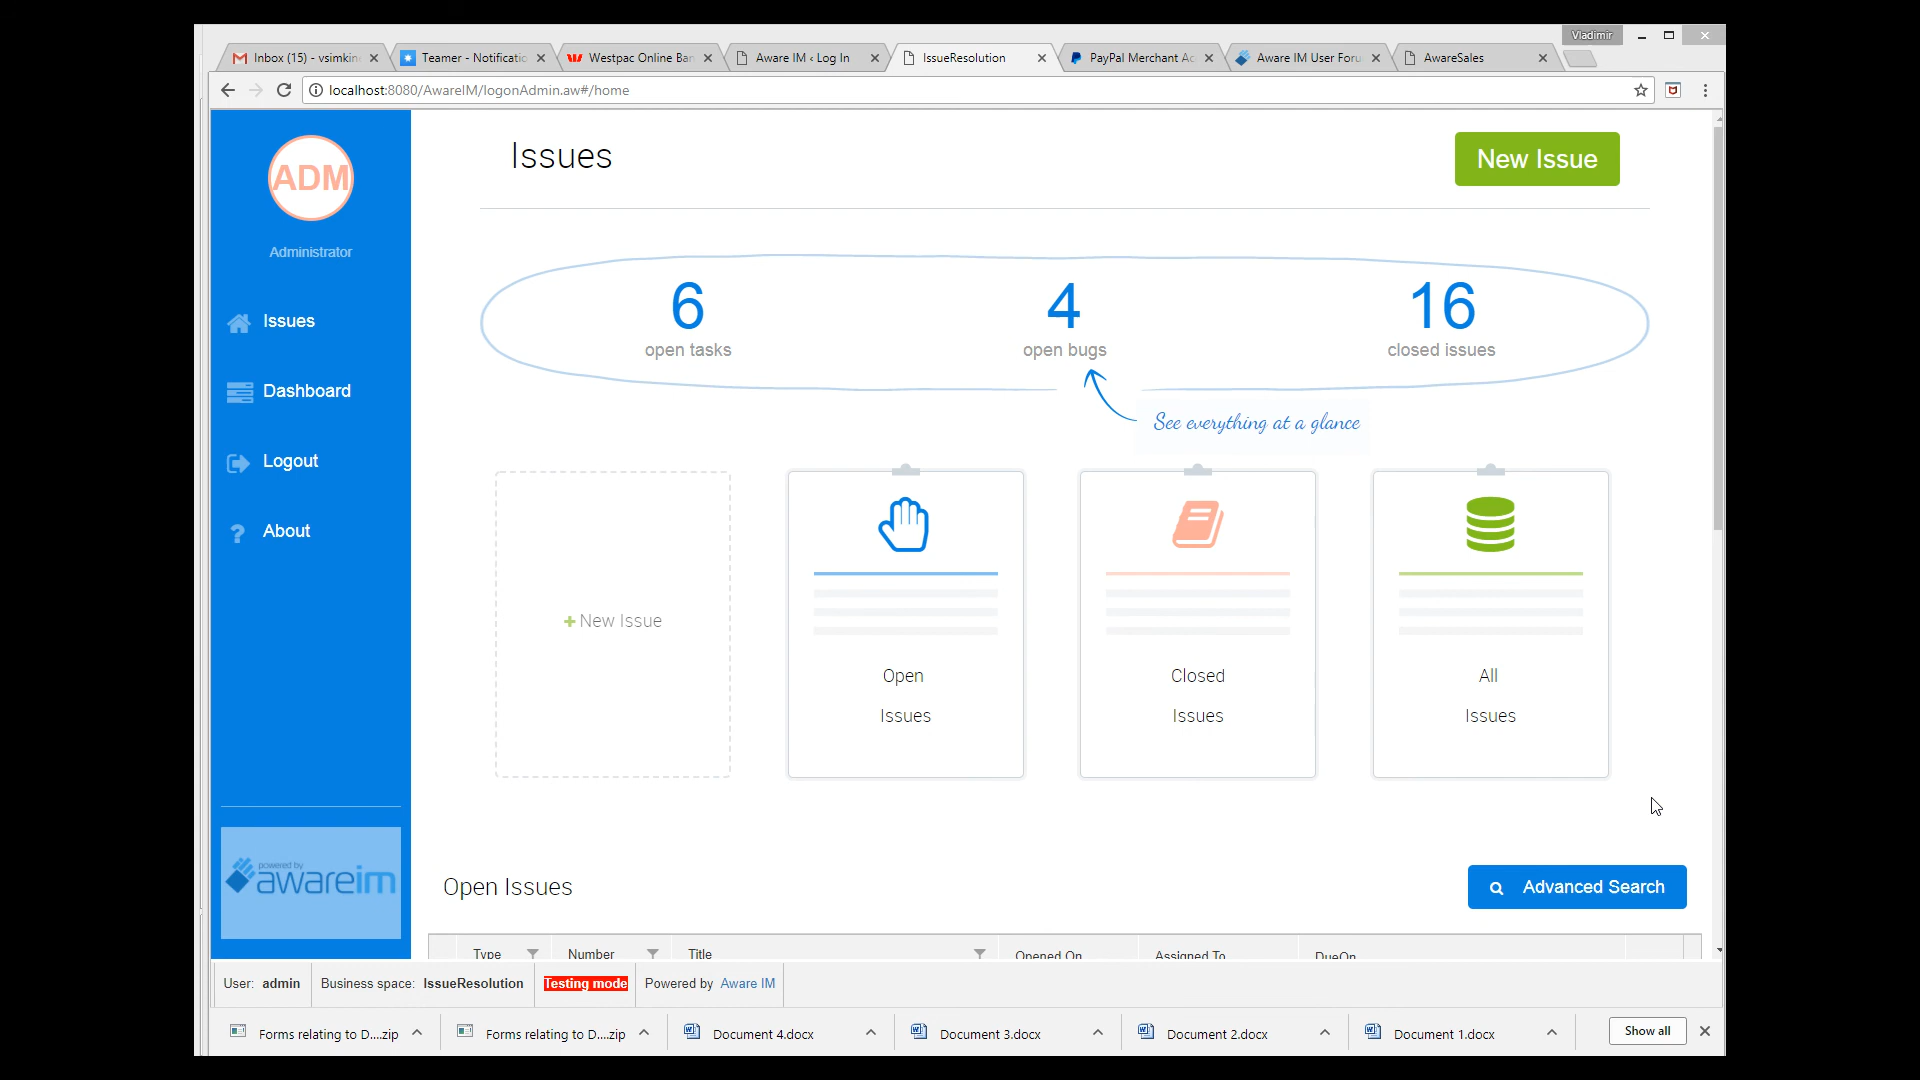 Vladimir
Inbox (15) - vsimkin
Teamer - Notificatio
Westpac Online Ban
Aware IM ‹ Log In
IssueResolution
PayPal Merchant Ac
Aware IM User Foru
AwareSales
localhost:8080/AwareIM/logonAdmin.aw#/home
ADM
Administrator
Issues
Dashboard
Logout
About
powered by
awareim
Issues
New Issue
6
open tasks
4
open bugs
16
closed issues
See everything at a glance
+ New Issue
Open
Issues
Closed
Issues
All
Issues
Open Issues
Advanced Search
Type
Number
Title
Opened On
Assigned To
DueOn
User: admin
Business space: IssueResolution
Testing mode
Powered by Aware IM
Forms relating to D....zip
Forms relating to D....zip
Document 4.docx
Document 3.docx
Document 2.docx
Document 1.docx
Show all